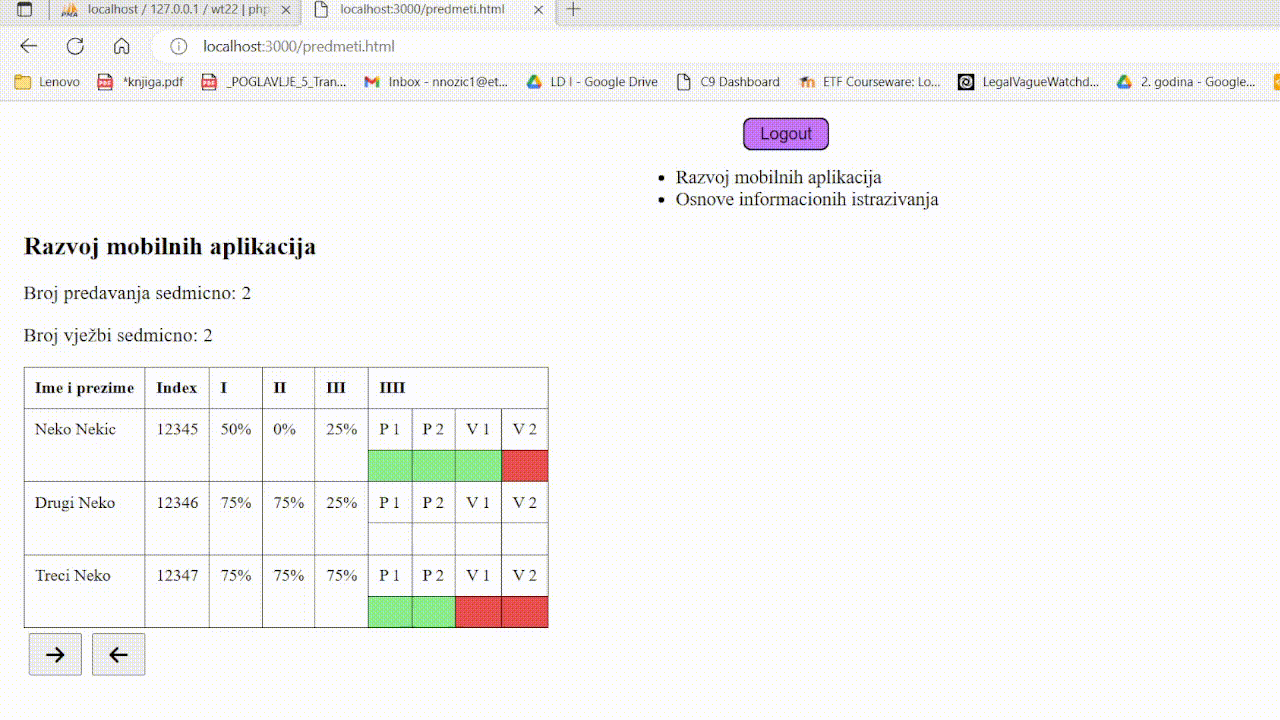 localhost / 127.0.0.1 / wt22 | php
localhost:3000/predmeti.html
localhost:3000/predmeti.html
Lenovo *knjiga.pdf _POGLAVLJE_5_Tran... Inbox - nnozic1@et... LD I - Google Drive C9 Dashboard ETF Courseware: Lo... LegalVagueWatchd... 2. godina - Google...
Logout
Razvoj mobilnih aplikacija
Osnove informacionih istrazivanja
Razvoj mobilnih aplikacija
Broj predavanja sedmicno: 2
Broj vježbi sedmicno: 2
Ime i prezime Index I II III IIII
Neko Nekic 12345 50% 0% 25% P 1 P 2 V 1 V 2
Drugi Neko 12346 75% 75% 25% P 1 P 2 V 1 V 2
Treci Neko 12347 75% 75% 75% P 1 P 2 V 1 V 2